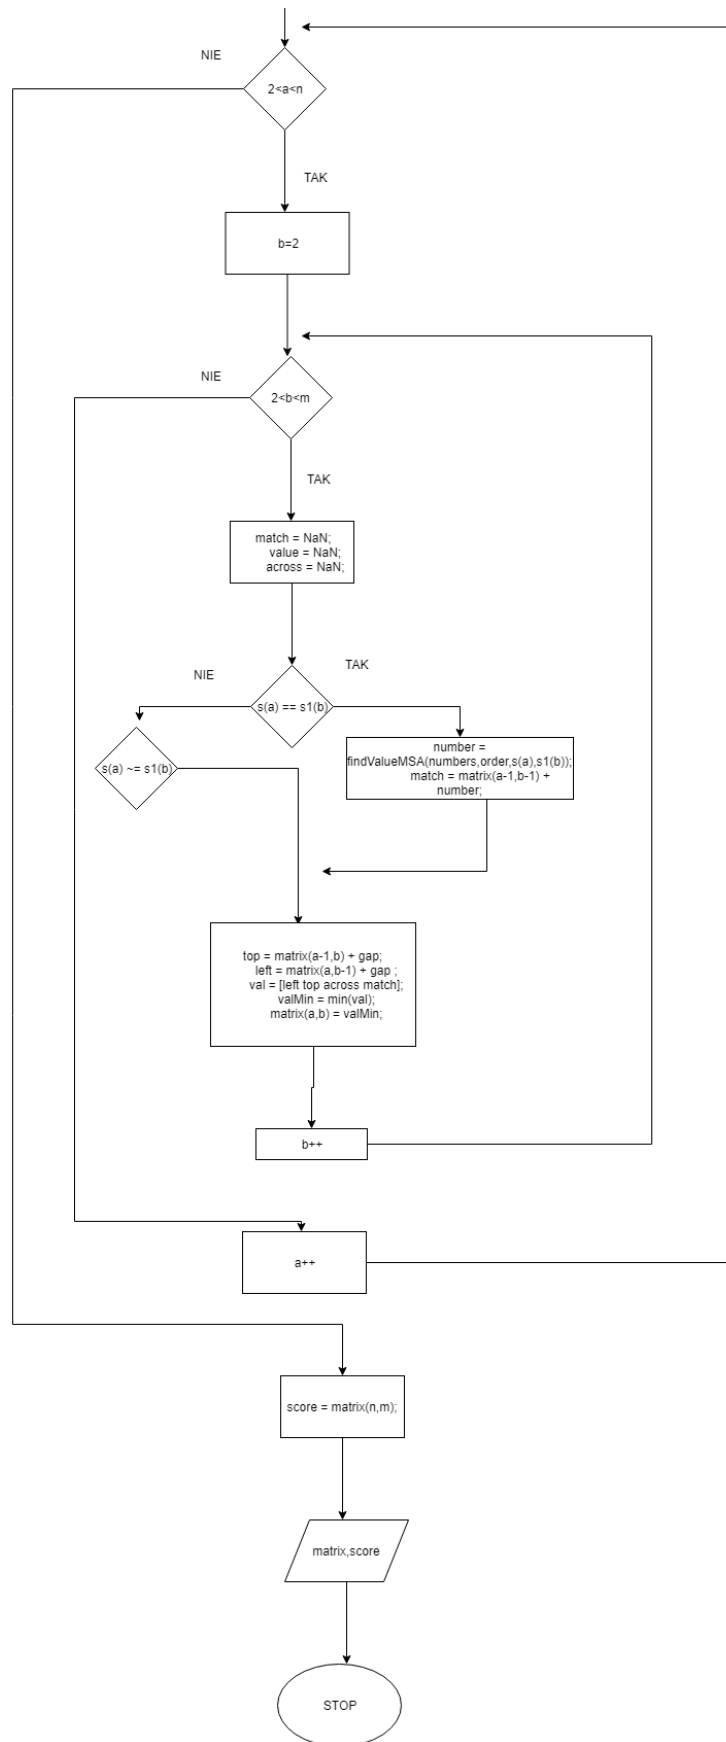 NIE
2<a<n
TAK
b=2
NIE
2<b<m
TAK
match = NaN;
value = NaN;
across = NaN;
NIE
TAK
s(a) == s1(b)
s(a) ~= s1(b)
number =
findValueMSA(numbers,order,s(a),s1(b));
match = matrix(a-1,b-1) +
number;
top = matrix(a-1,b) + gap;
left = matrix(a,b-1) + gap ;
val = [left top across match];
valMin = min(val);
matrix(a,b) = valMin;
b++
a++
score = matrix(n,m);
matrix,score
STOP